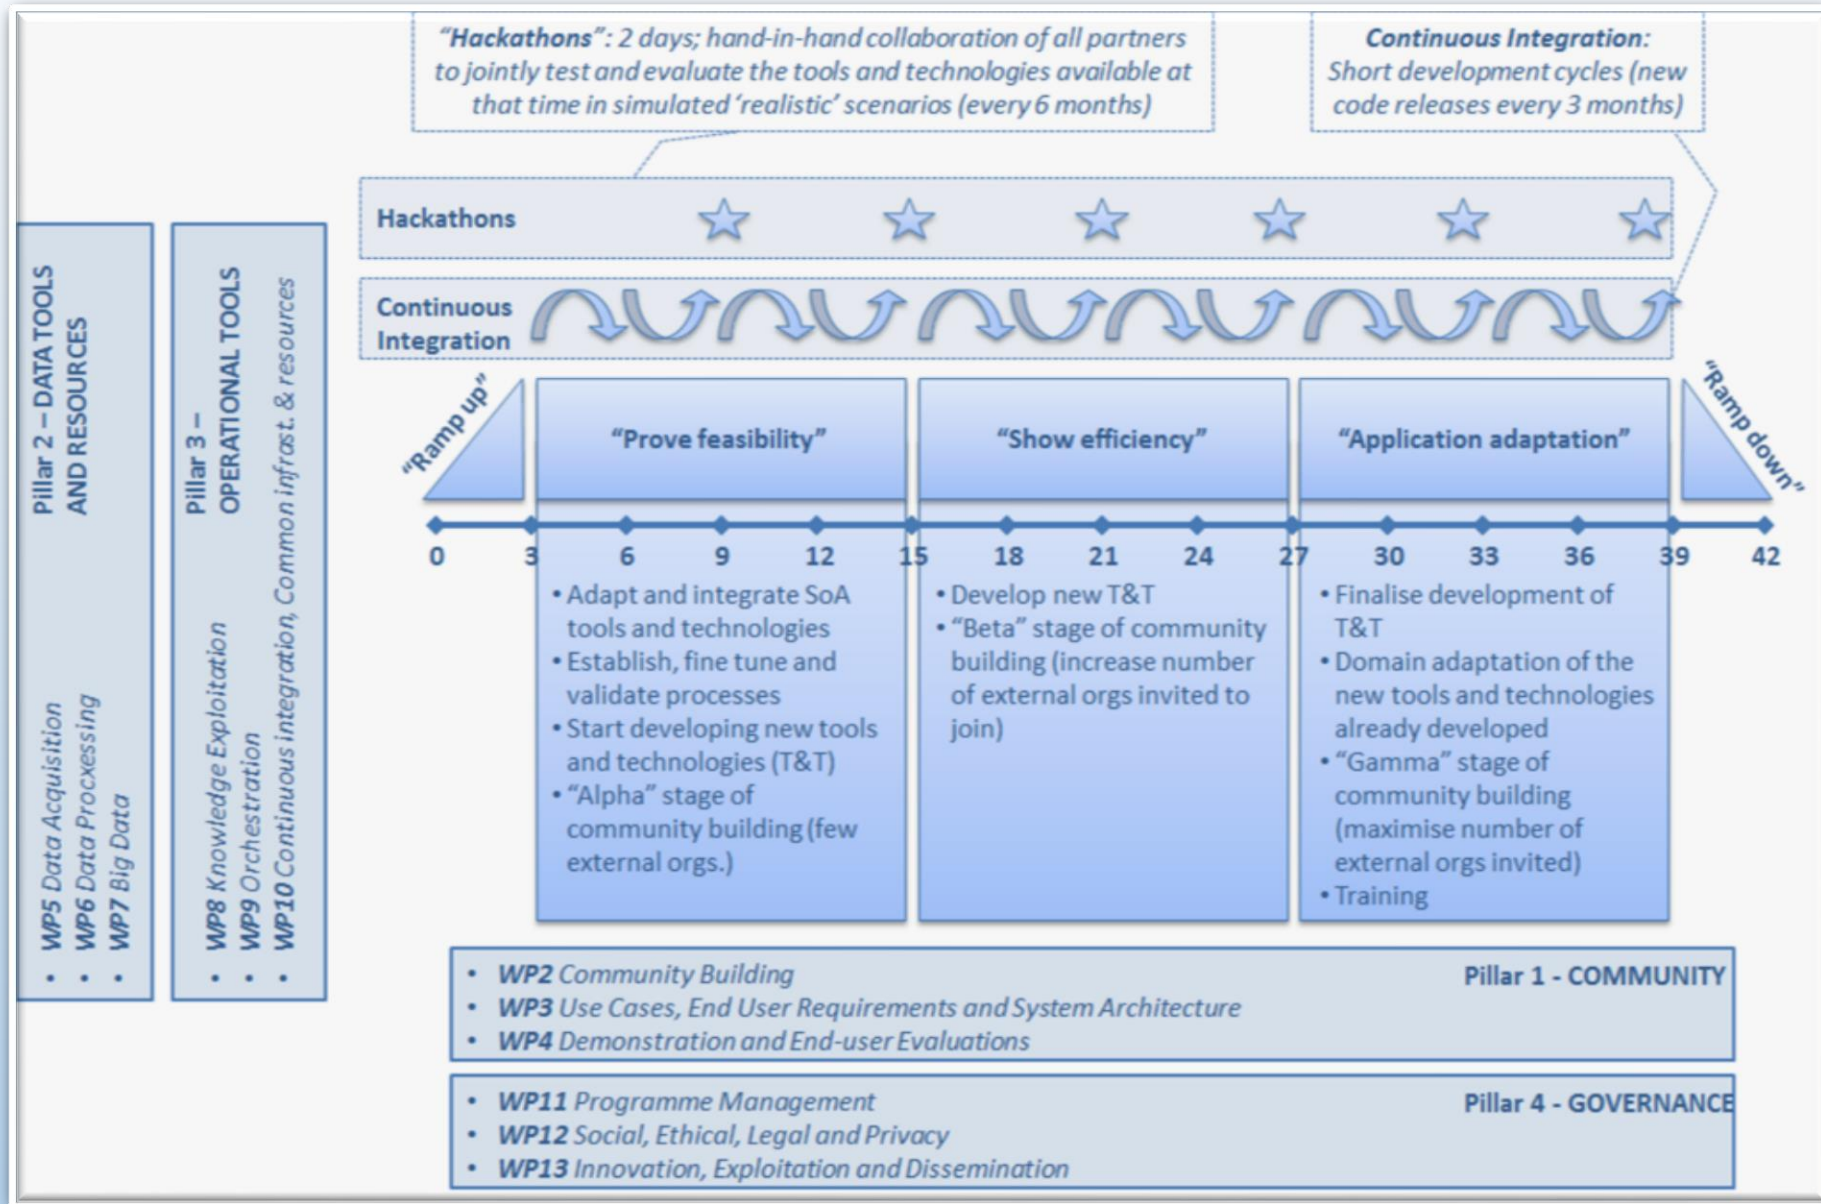 “Hackathons”: 2 days; hand-in-hand collaboration of all partners
to jointly test and evaluate the tools and technologies available at
that time in simulated ‘realistic’ scenarios (every 6 months)
Continuous Integration:
Short development cycles (new
code releases every 3 months)
Hackathons
Continuous
Integration
Pillar 2 – DATA TOOLS
AND RESOURCES
• WP5 Data Acquisition
• WP6 Data Procxessing
• WP7 Big Data
Pillar 3 –
OPERATIONAL TOOLS
• WP8 Knowledge Exploitation
• WP9 Orchestration
• WP10 Continuous integration, Common infrast. & resources
“Ramp up”
“Prove feasibility”
“Show efficiency”
“Application adaptation”
“Ramp down”
0 3 6 9 12 15 18 21 24 27 30 33 36 39 42
• Adapt and integrate SoA
tools and technologies
• Establish, fine tune and
validate processes
• Start developing new tools
and technologies (T&T)
• “Alpha” stage of
community building (few
external orgs.)
• Develop new T&T
• “Beta” stage of community
building (increase number
of external orgs invited to
join)
• Finalise development of
T&T
• Domain adaptation of the
new tools and technologies
already developed
• “Gamma” stage of
community building
(maximise number of
external orgs invited)
• Training
• WP2 Community Building
Pillar 1 - COMMUNITY
• WP3 Use Cases, End User Requirements and System Architecture
• WP4 Demonstration and End-user Evaluations
• WP11 Programme Management
Pillar 4 - GOVERNANCE
• WP12 Social, Ethical, Legal and Privacy
• WP13 Innovation, Exploitation and Dissemination